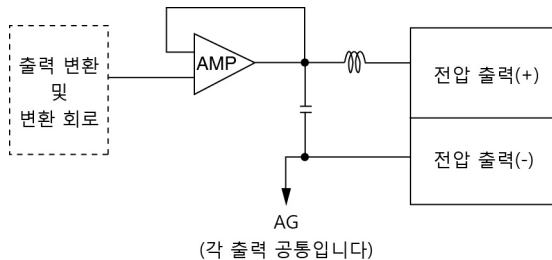 출력 변환
및
변환 회로
AMP
전압 출력(+)
전압 출력(-)
AG
(각 출력 공통입니다)